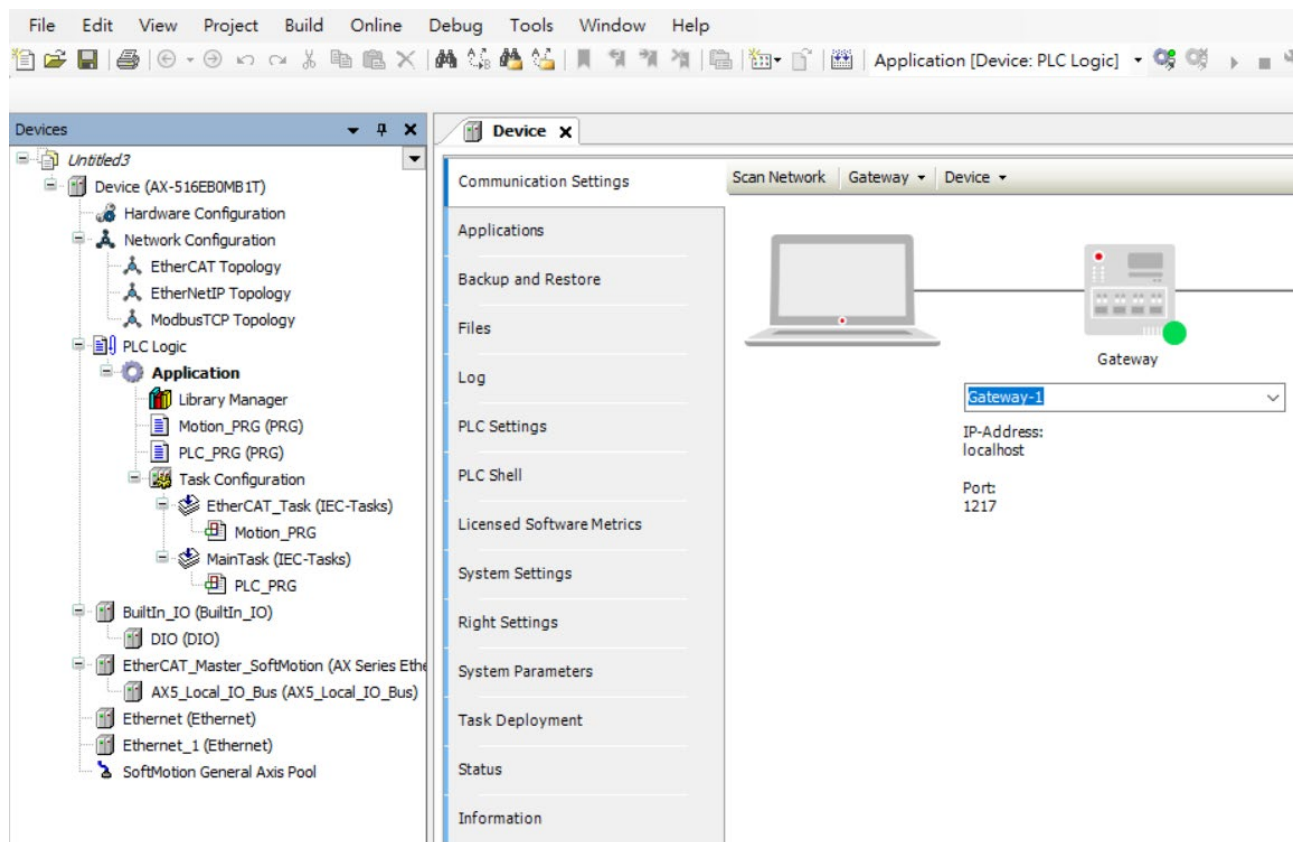 File Edit View Project Build Online Debug Tools Window Help
Application [Device: PLC Logic]
Devices
Device
Untitled3
Device (AX-516EB0MB1T)
Hardware Configuration
Network Configuration
EtherCAT Topology
EtherNetIP Topology
ModbusTCP Topology
PLC Logic
Application
Library Manager
Motion_PRG (PRG)
PLC_PRG (PRG)
Task Configuration
EtherCAT_Task (IEC-Tasks)
Motion_PRG
MainTask (IEC-Tasks)
PLC_PRG
BuiltIn_IO (BuiltIn_IO)
DIO (DIO)
EtherCAT_Master_SoftMotion (AX Series Ethe
AX5_Local_IO_Bus (AX5_Local_IO_Bus)
Ethernet (Ethernet)
Ethernet_1 (Ethernet)
SoftMotion General Axis Pool
Communication Settings
Applications
Backup and Restore
Files
Log
PLC Settings
PLC Shell
Licensed Software Metrics
System Settings
Right Settings
System Parameters
Task Deployment
Status
Information
Scan Network Gateway Device
Gateway
Gateway-1
IP-Address:
localhost
Port:
1217